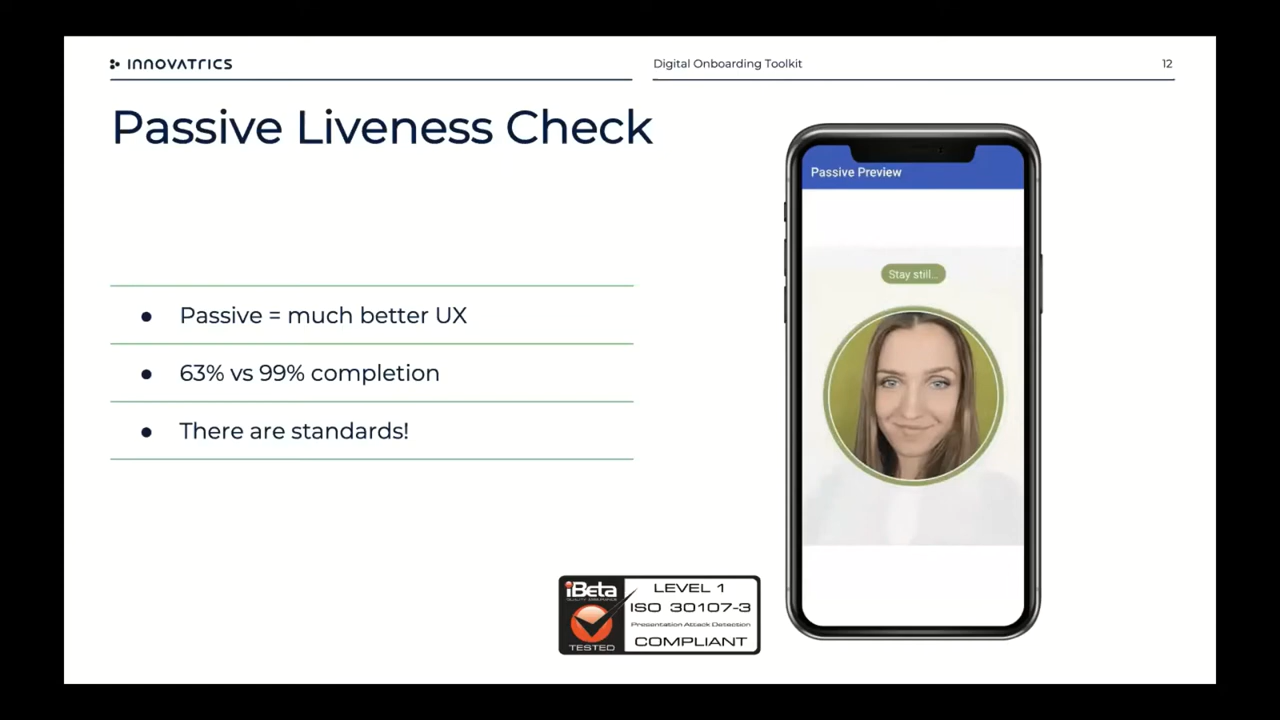 INNOVATRICS
Digital Onboarding Toolkit
12
Passive Liveness Check
● Passive = much better UX
● 63% vs 99% completion
● There are standards!
Passive Preview
Stay still...
iBeta
TESTED
LEVEL 1
ISO 30107-3
Presentation Attack Detection
COMPLIANT